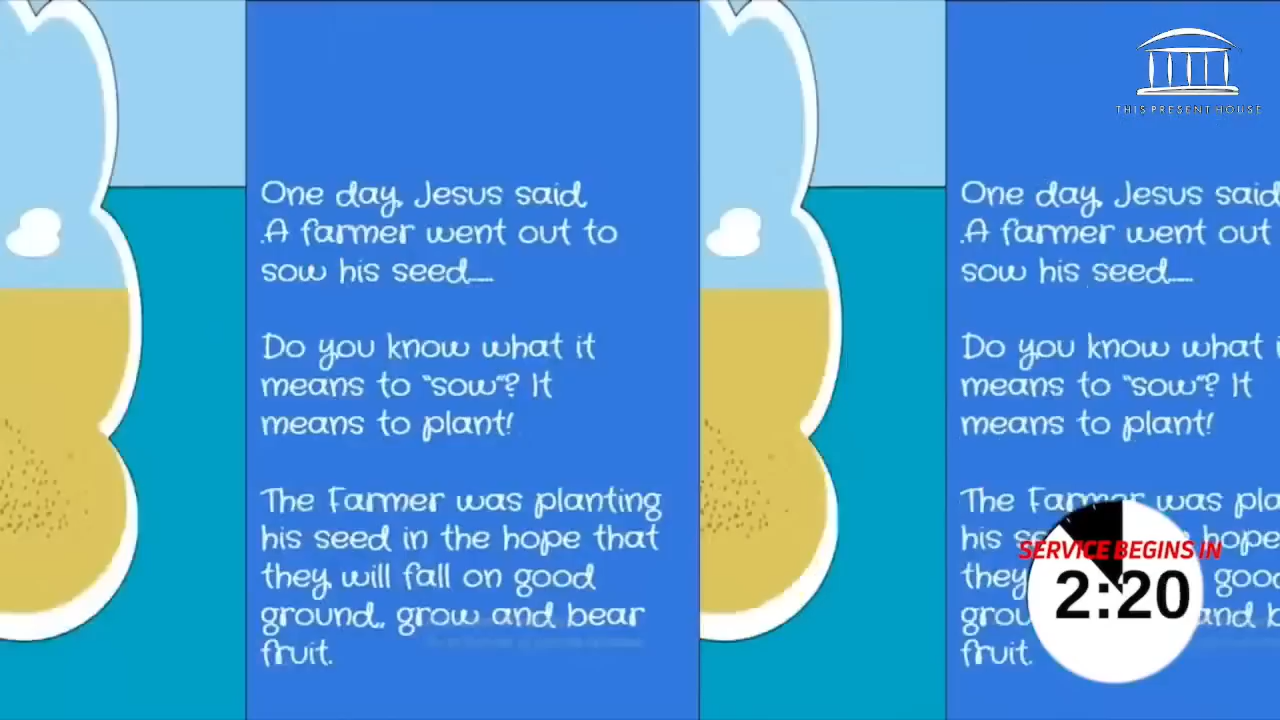 One day, Jesus said,
.A farmer went out to
sow his seed.....
Do you know what it
means to "sow"? It
means to plant!
The Farmer was planting
his seed in the hope that
they will fall on good
ground, grow and bear
fruit.
THIS PRESENT HOUSE
One day, Jesus said
.A farmer went out
sow his seed.....
Do you know what i
means to "sow"? It
means to plant!
The Farmer was pla
his hope
they good
and
fruit.
SERVICE BEGINS IN
2:20